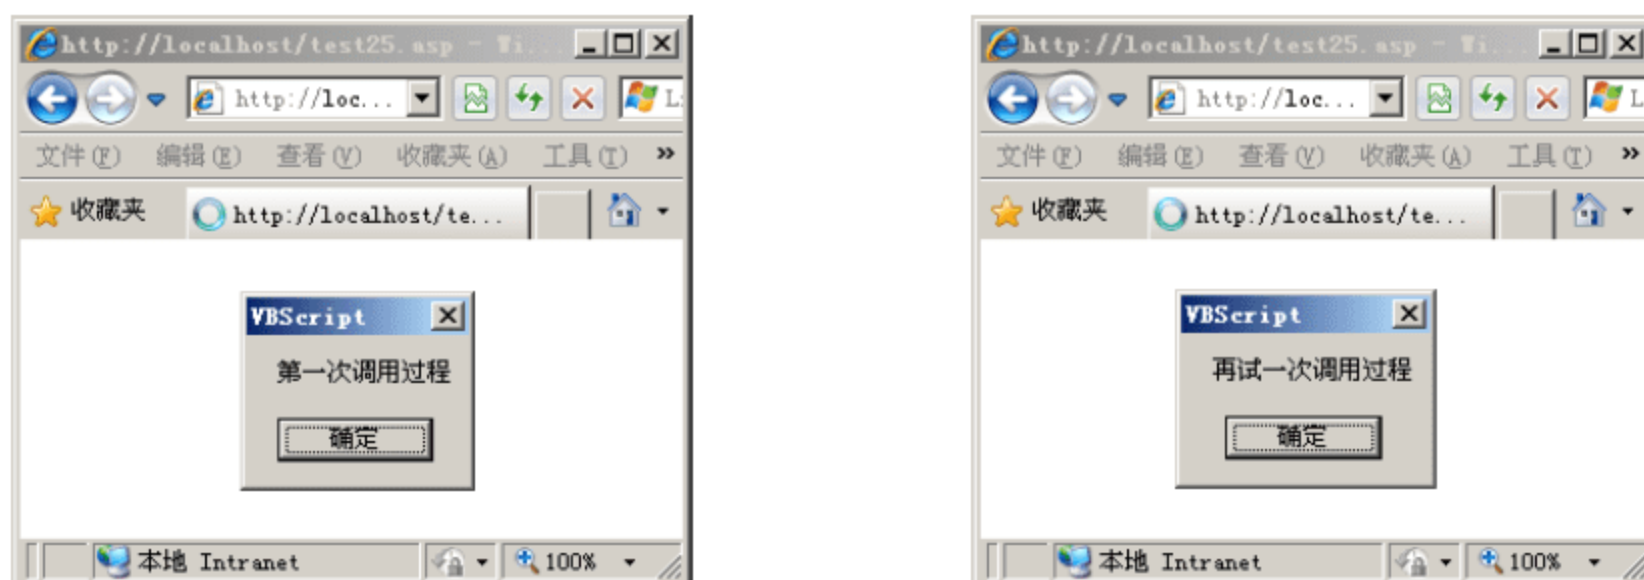 http://localhost/test25.asp - Wi...
http://loc...
文件(F) 编辑(E) 查看(V) 收藏夹(A) 工具(T) »
收藏夹
http://localhost/te...
VBScript
第一次调用过程
确定
本地 Intranet
100%
http://localhost/test25.asp - Wi...
http://loc...
L
文件(F) 编辑(E) 查看(V) 收藏夹(A) 工具(T) »
收藏夹
http://localhost/te...
VBScript
再试一次调用过程
确定
本地 Intranet
100%